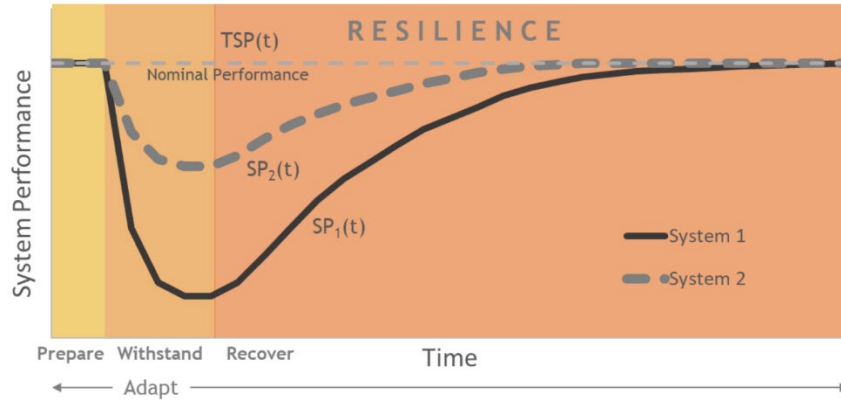 RESILIENCE
TSP(t)
Nominal Performance
System Performance
SP₂(t)
SP₁(t)
System 1
System 2
Prepare Withstand Recover
Time
Adapt